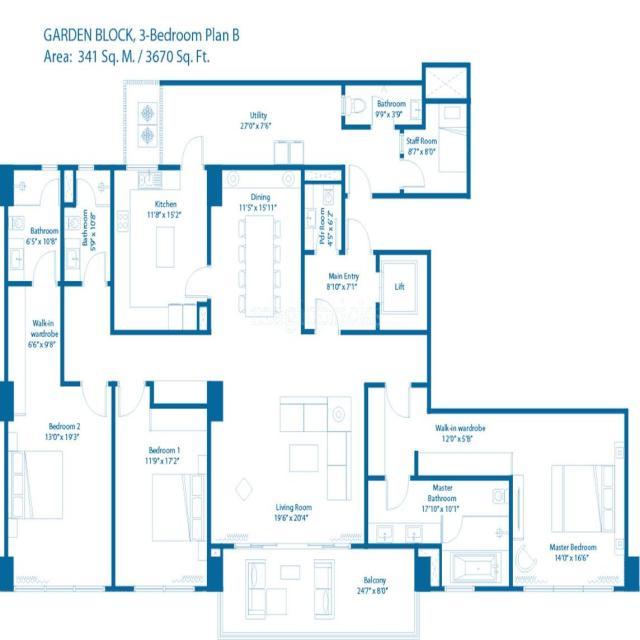 GARDEN BLOCK, 3-Bedroom Plan B
Area: 341 Sq. M. / 3670 Sq. Ft.
Bathroom
9'9" x 3'9"
Utility
27'0" x 7'6"
Staff Room
8'7" x 8'0"
Dining
11'5" x 15'11"
Kitchen
11'8" x 15'2"
Pdr Room
4'5" x 6'2"
Bathroom
6'5" x 10'8"
Bathroom
5'9" x 10'8"
Main Entry
8'10" x 7'1"
Lift
Walk-in
wardrobe
6'6" x 9'8"
Bedroom 2
13'0" x 19'3"
Walk-in wardrobe
12'0" x 5'8"
Bedroom 1
11'9" x 17'2"
Master
Bathroom
17'10" x 10'1"
Living Room
19'6" x 20'4"
Master Bedroom
14'0" x 16'6"
Balcony
24'7" x 8'0"